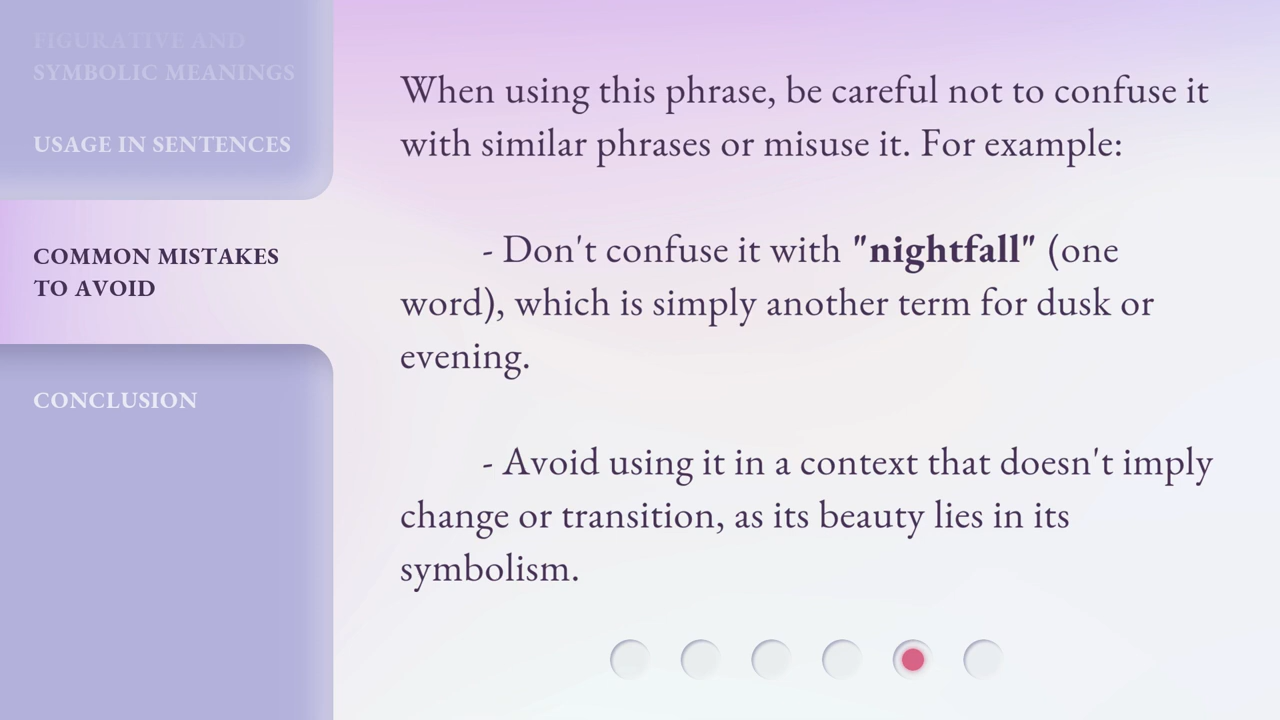 FIGURATIVE AND
SYMBOLIC MEANINGS
USAGE IN SENTENCES
COMMON MISTAKES
TO AVOID
CONCLUSION
When using this phrase, be careful not to confuse it
with similar phrases or misuse it. For example:
- Don't confuse it with "nightfall" (one
word), which is simply another term for dusk or
evening.
- Avoid using it in a context that doesn't imply
change or transition, as its beauty lies in its
symbolism.